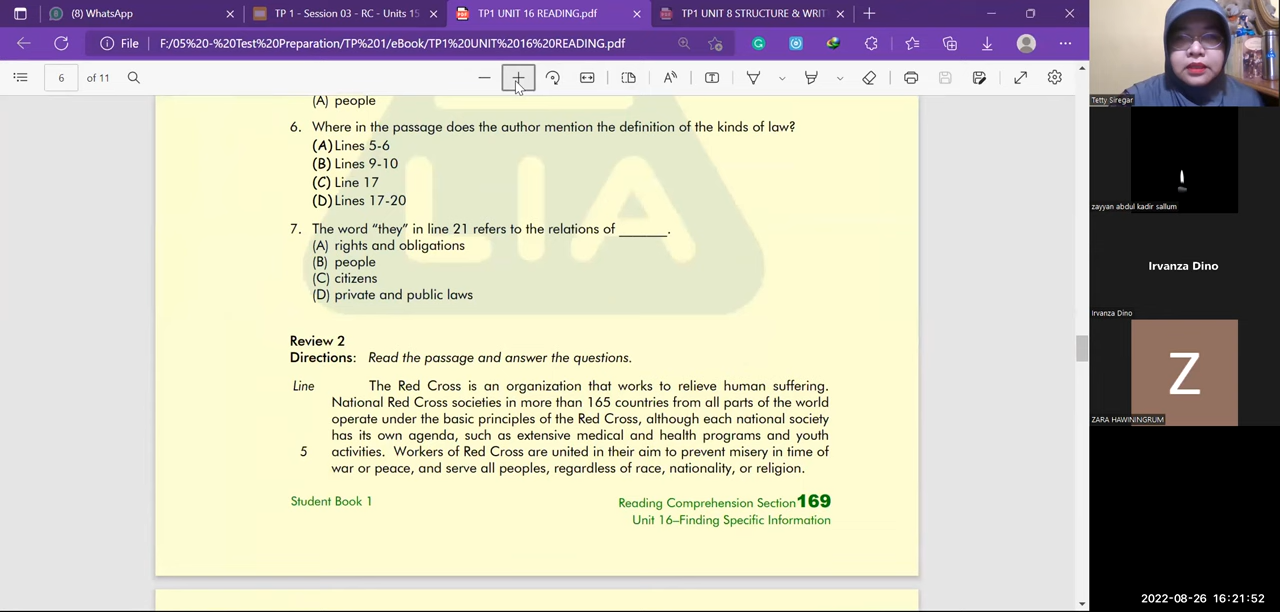 (8) WhatsApp
TP 1 - Session 03 - RC - Units 15
TP1 UNIT 16 READING.pdf
TP1 UNIT 8 STRUCTURE & WRIT
File
F:/05%20-%20Test%20Preparation/TP%201/eBook/TP1%20UNIT%2016%20READING.pdf
6 of 11
(A) people
6. Where in the passage does the author mention the definition of the kinds of law?
(A) Lines 5-6
(B) Lines 9-10
(C) Line 17
(D) Lines 17-20
7. The word “they” in line 21 refers to the relations of ______.
(A) rights and obligations
(B) people
(C) citizens
(D) private and public laws
LIA
Review 2
Directions: Read the passage and answer the questions.
Line The Red Cross is an organization that works to relieve human suffering.
National Red Cross societies in more than 165 countries from all parts of the world
operate under the basic principles of the Red Cross, although each national society
has its own agenda, such as extensive medical and health programs and youth
5 activities. Workers of Red Cross are united in their aim to prevent misery in time of
war or peace, and serve all peoples, regardless of race, nationality, or religion.
Student Book 1
Reading Comprehension Section 169
Unit 16–Finding Specific Information
Tetty Siregar
zayyan abdul kadir sallum
Irvanza Dino
Irvanza Dino
Z
ZARA HAWININGRUM
2022-08-26 16:21:52